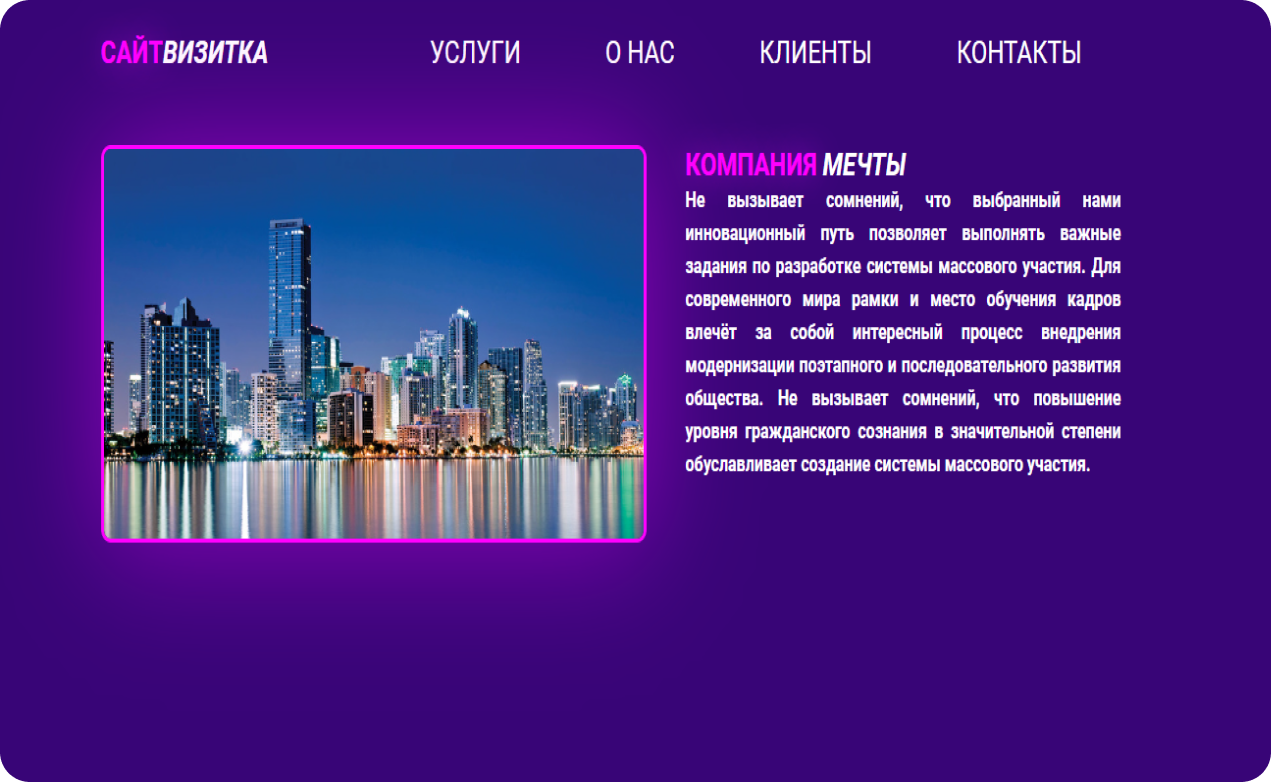 САЙТВИЗИТКА УСЛУГИ О НАС КЛИЕНТЫ КОНТАКТЫ
КОМПАНИЯ МЕЧТЫ
Не вызывает сомнений, что выбранный нами
инновационный путь позволяет выполнять важные
задания по разработке системы массового участия. Для
современного мира рамки и место обучения кадров
влечёт за собой интересный процесс внедрения
модернизации поэтапного и последовательного развития
общества. Не вызывает сомнений, что повышение
уровня гражданского сознания в значительной степени
обуславливает создание системы массового участия.